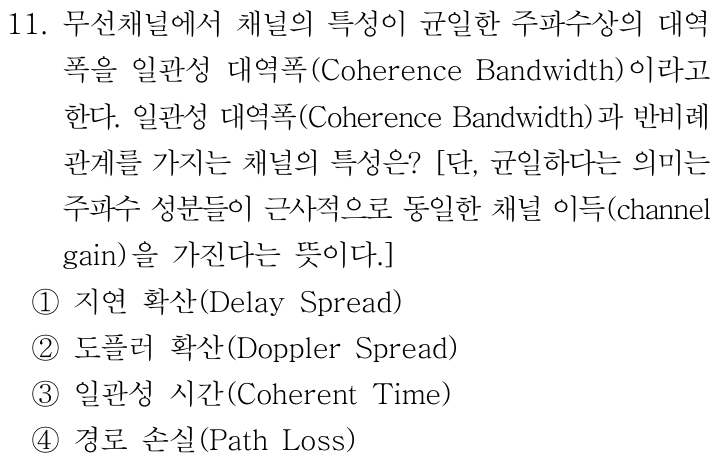 11. 무선채널에서 채널의 특성이 균일한 주파수상의 대역
폭을 일관성 대역폭(Coherence Bandwidth)이라고
한다. 일관성 대역폭(Coherence Bandwidth)과 반비례
관계를 가지는 채널의 특성은? [단, 균일하다는 의미는
주파수 성분들이 근사적으로 동일한 채널 이득(channel
gain)을 가진다는 뜻이다.]
① 지연 확산(Delay Spread)
② 도플러 확산(Doppler Spread)
③ 일관성 시간(Coherent Time)
④ 경로 손실(Path Loss)